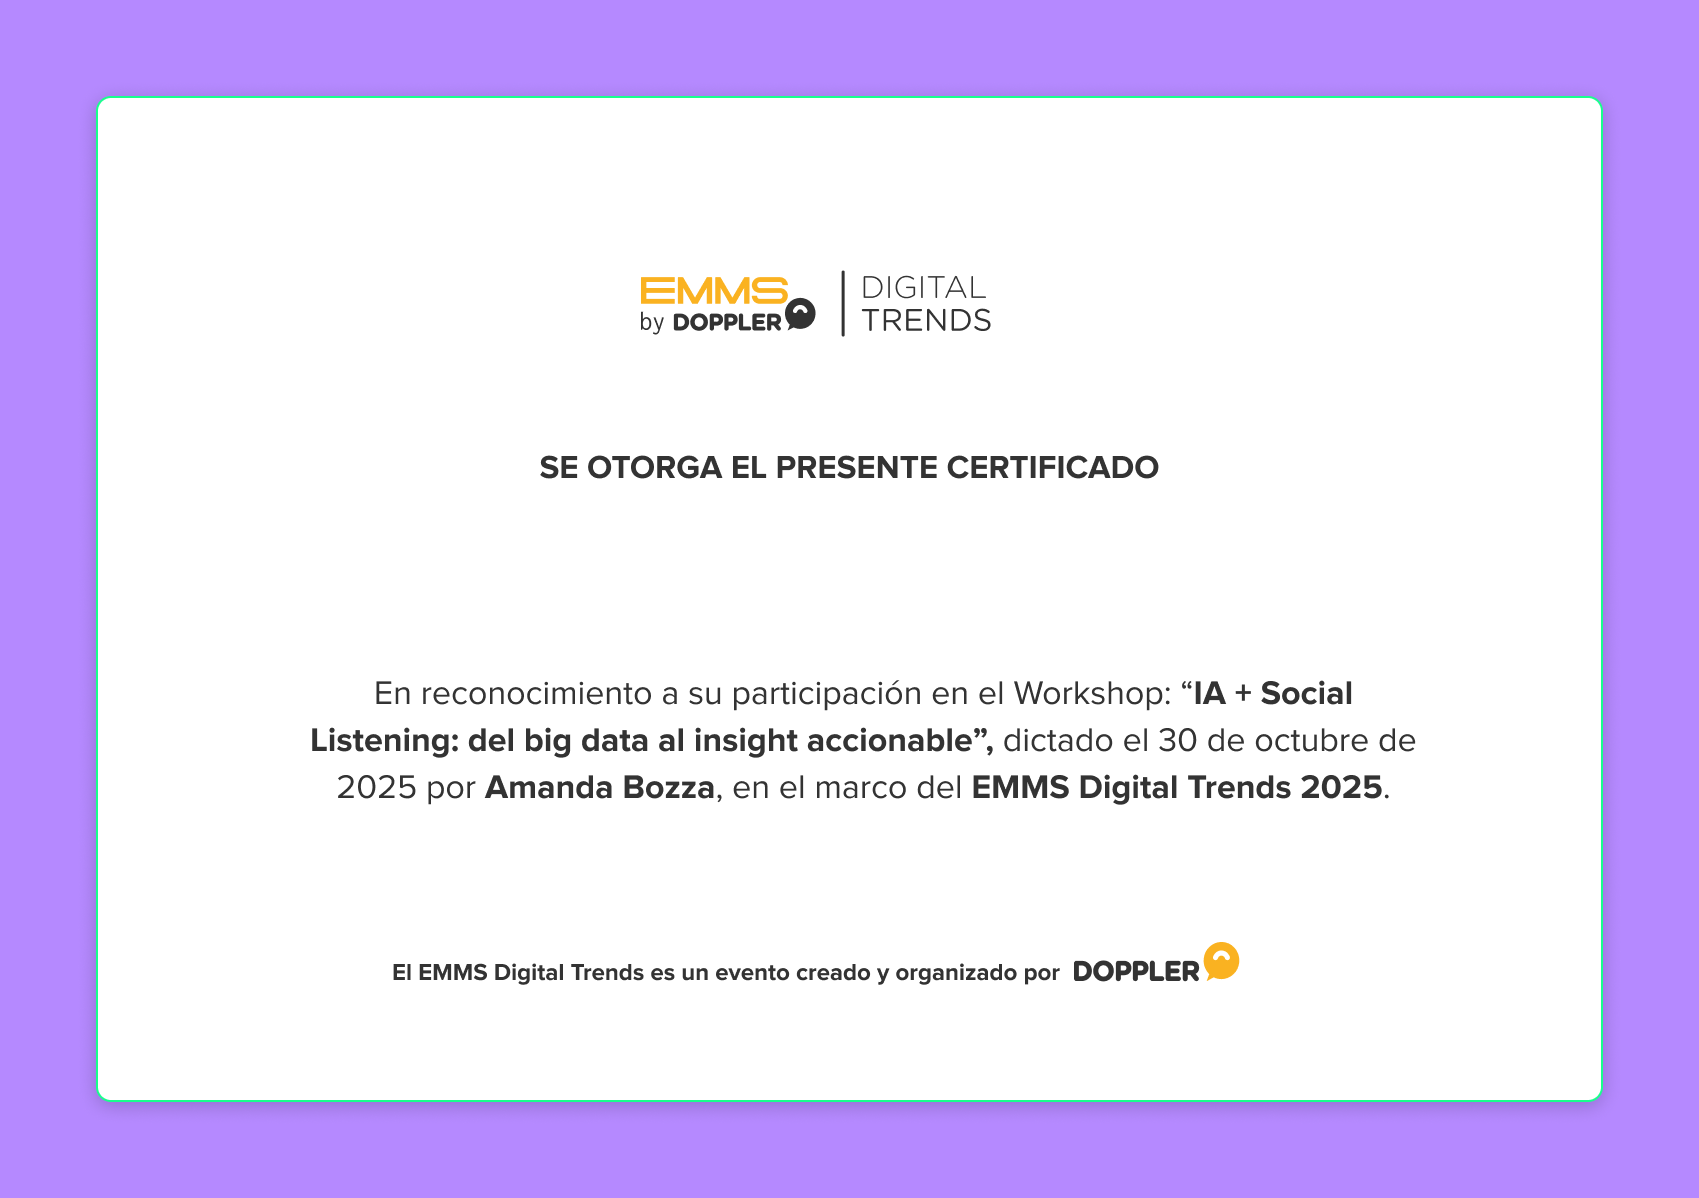 EMMS
by DOPPLER
DIGITAL
TRENDS
SE OTORGA EL PRESENTE CERTIFICADO
En reconocimiento a su participación en el Workshop: “IA + Social
Listening: del big data al insight accionable”, dictado el 30 de octubre de
2025 por Amanda Bozza, en el marco del EMMS Digital Trends 2025.
El EMMS Digital Trends es un evento creado y organizado por DOPPLER